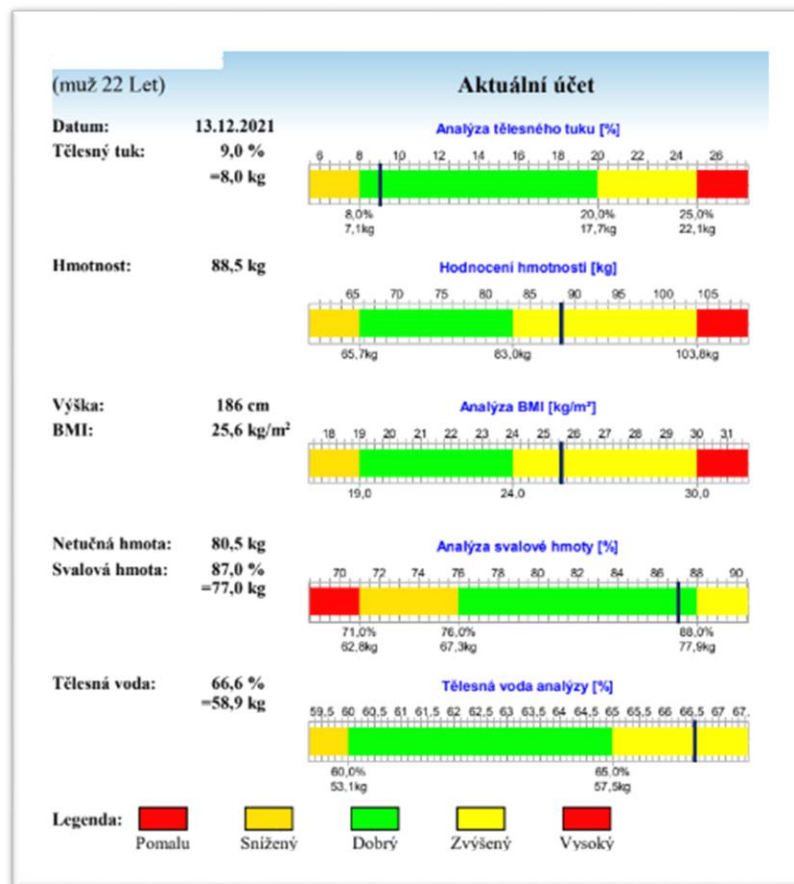 (muž 22 Let)
Aktuální účet
Datum: 13.12.2021
Analýza tělesného tuku [%]
Tělesný tuk: 9,0 %
=8,0 kg
6 8 10 12 14 16 18 20 22 24 26
8,0% 20,0% 25,0%
7,1kg 17,7kg 22,1kg
Hmotnost: 88,5 kg
Hodnocení hmotnosti [kg]
65 70 75 80 85 90 95 100 105
65,7kg 83,0kg 103,8kg
Výška: 186 cm
Analýza BMI [kg/m²]
BMI: 25,6 kg/m²
18 19 20 21 22 23 24 25 26 27 28 29 30 31
19,0 24,0 30,0
Netučná hmota: 80,5 kg
Analýza svalové hmoty [%]
Svalová hmota: 87,0 %
=77,0 kg
70 72 74 76 78 80 82 84 86 88 90
71,0% 76,0% 88,0%
62,8kg 67,3kg 77,9kg
Tělesná voda: 66,6 %
=58,9 kg
Tělesná voda analýzy [%]
59,5 60 60,5 61 61,5 62 62,5 63 63,5 64 64,5 65 65,5 66 66,5 67 67,
60,0% 65,0%
53,1kg 57,5kg
Legenda:
Pomalu Snížený Dobrý Zvýšený Vysoký